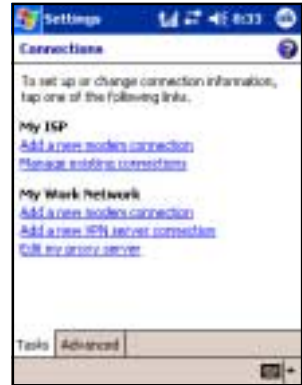 Settings 8:33 ok
Connections
To set up or change connection information,
tap one of the following links.
My ISP
Add a new modem connection
Manage existing connections
My Work Network
Add a new modem connection
Add a new VPN server connection
Edit my proxy server
Tasks Advanced